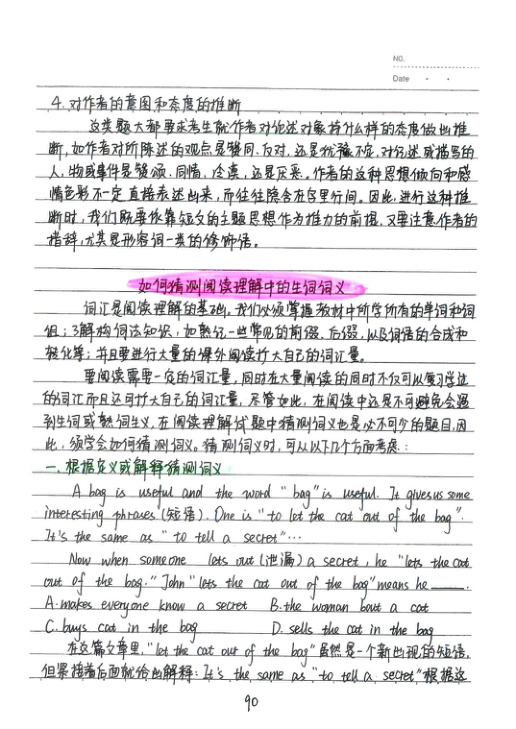 NO.
Date
4. 对作者的意图和态度的推断
这类题大都要求考生就作者对论述对象持什么样的态度做出推
断,如作者对所陈述的观点是赞同、反对,还是犹豫不定,对记述或描写的
人、物或事件是赞颂、同情、冷漠,还是厌恶。作者的这种思想倾向和感
情色彩不一定直接表述出来,而往往隐含在字里行间。因此,进行这种推
断时,我们既要依靠短文的主题思想作为推力的前提,又要注意作者的
措辞,尤其是形容词一类的修饰语。
如何猜测阅读理解中的生词词义
词汇是阅读理解的基础,我们必须掌握教材中所学所有的单词和词
组;了解构词法知识,如熟记一些常见的前缀、后缀,以及词语的合成和
转化等;并且要进行大量的课外阅读扩大自己的词汇量。
要阅读需要一定的词汇量,同时在大量阅读的同时不仅可以复习学过
的词汇而且还可扩大自己的词汇量,尽管如此,在阅读中还是不可避免会遇
到生词或熟词生义,在阅读理解试题中猜测词义也是必不可少的题目,因
此,须学会如何猜测词义。猜测词义时,可从以下几个方面考虑:
一.根据定义或解释猜测词义
A bag is useful and the word "bag" is useful. It gives us some
interesting phrases (短语). One is "to let the cat out of the bag".
It's the same as "to tell a secret"…
Now when someone lets out (泄漏) a secret, he "lets the cat
out of the bag." John "lets the cat out of the bag" means he ____.
A. makes everyone know a secret B. the woman bout a cat
C. buys cat in the bag D. sells the cat in the bag
在这篇文章里,"let the cat out of the bag"虽然是一个新出现的短语,
但紧接着后面就给出解释:It's the same as "to tell a secret"根据这
90